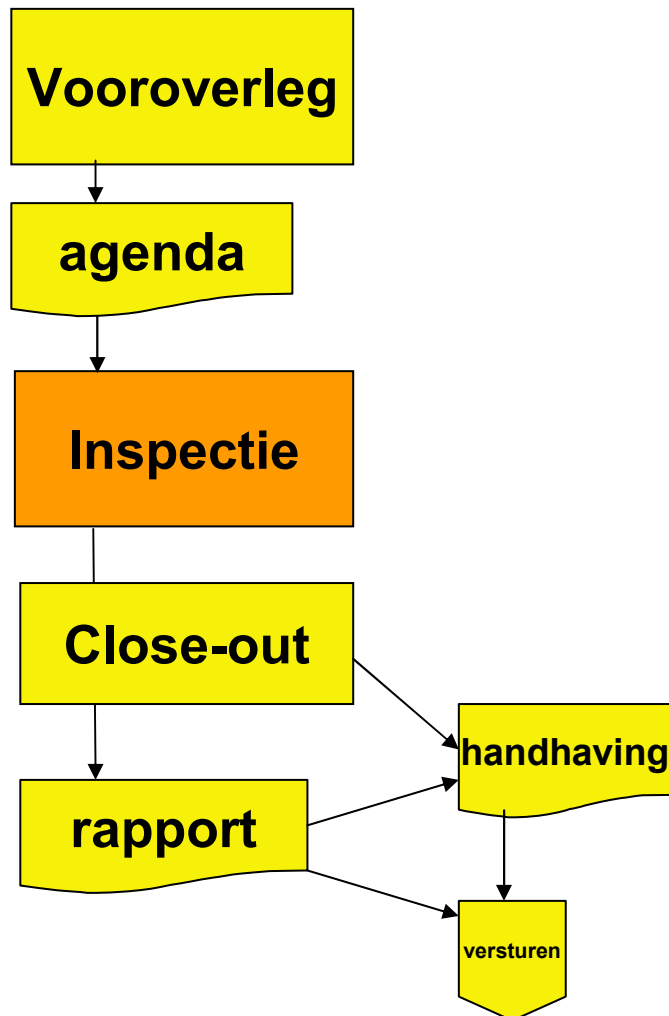 Vooroverleg
agenda
Inspectie
Close-out
handhaving
rapport
versturen